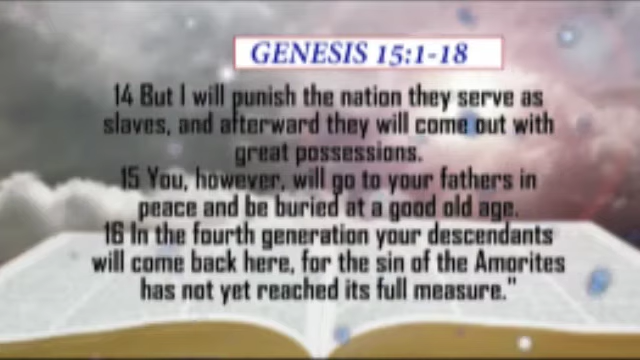 GENESIS 15:1-18
14 But I will punish the nation they serve as
slaves, and afterward they will come out with
great possessions.
15 You, however, will go to your fathers in
peace and be buried at a good old age.
16 In the fourth generation your descendants
will come back here, for the sin of the Amorites
has not yet reached its full measure."